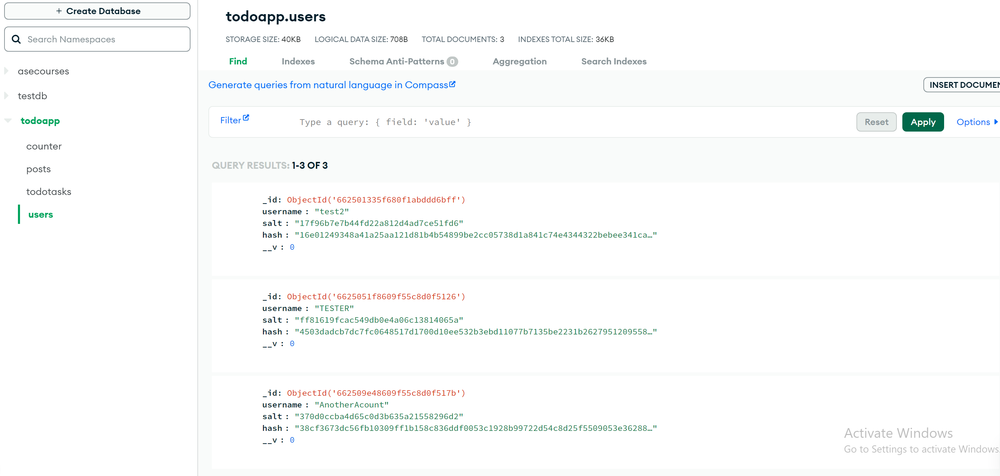 + Create Database
Search Namespaces
asecourses
testdb
todoapp
counter
posts
todotasks
users
todoapp.users
STORAGE SIZE: 40KB LOGICAL DATA SIZE: 708B TOTAL DOCUMENTS: 3 INDEXES TOTAL SIZE: 36KB
Find Indexes Schema Anti-Patterns 0 Aggregation Search Indexes
Generate queries from natural language in Compass
INSERT DOCUMEN
Filter Type a query: { field: 'value' } Reset Apply Options
QUERY RESULTS: 1-3 OF 3
_id: ObjectId('662501335f680f1abddd6bff')
username : "test2"
salt : "17f96b7e7b44fd22a812d4ad7ce51fd6"
hash : "16e01249348a41a25aa121d81b4b54899be2cc05738d1a841c74e4344322bebee341ca…"
__v : 0
_id: ObjectId('6625051f8609f55c8d0f5126')
username : "TESTER"
salt : "ff81619fcac549db0e4a06c13814065a"
hash : "4503dadcb7dc7fc0648517d1700d10ee532b3ebd11077b7135be2231b2627951209558…"
__v : 0
_id: ObjectId('662509e48609f55c8d0f517b')
username : "AnotherAcount"
salt : "370d0ccba4d65c0d3b635a21558296d2"
hash : "38cf3673dc56fb10309ff1b158c836ddf0053c1928b99722d54c8d25f5509053e36288…"
__v : 0
Activate Windows
Go to Settings to activate Windows.